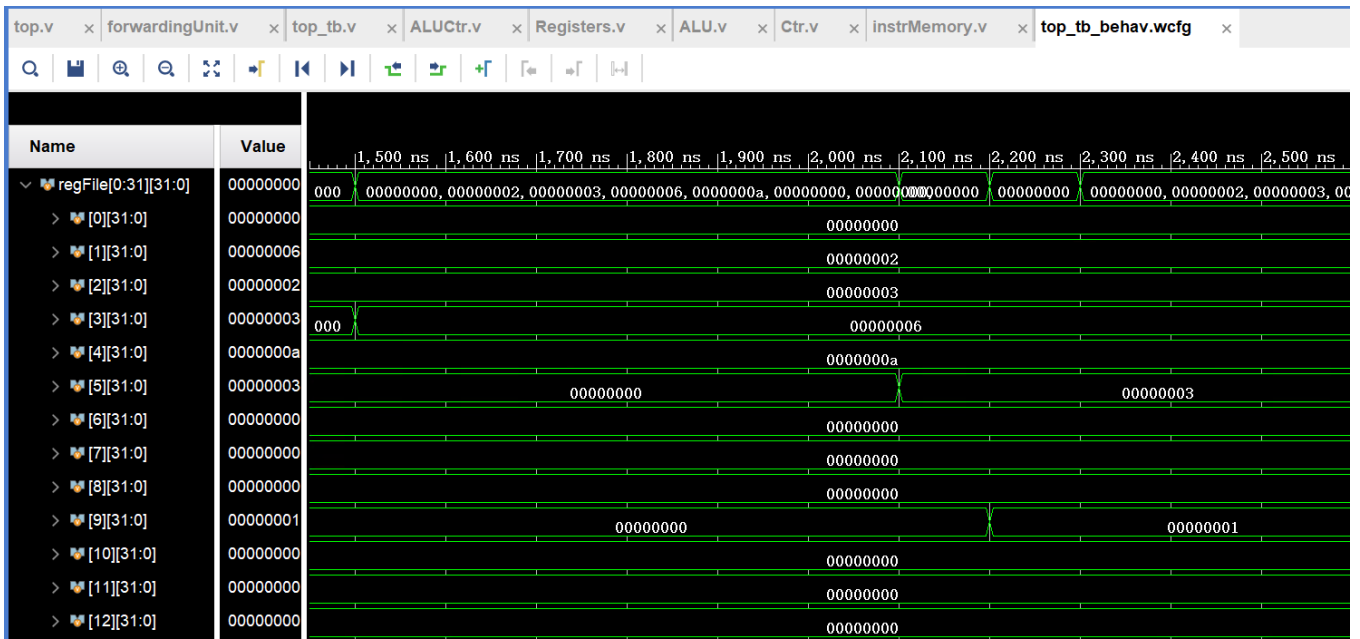 top.v × forwardingUnit.v × top_tb.v × ALUCtr.v × Registers.v × ALU.v × Ctr.v × instrMemory.v × top_tb_behav.wcfg ×
Name Value 1,500 ns 1,600 ns 1,700 ns 1,800 ns 1,900 ns 2,000 ns 2,100 ns 2,200 ns 2,300 ns 2,400 ns 2,500 ns
regFile[0:31][31:0] 00000000 000 00000000,00000002,00000003,00000006,0000000a,00000000, 00000000 00000000 00000000,00000002,00000003,00
[0][31:0] 00000000 00000000
[1][31:0] 00000006 00000002
[2][31:0] 00000002 00000003
[3][31:0] 00000003 000 00000006
[4][31:0] 0000000a 0000000a
[5][31:0] 00000003 00000000 00000003
[6][31:0] 00000000 00000000
[7][31:0] 00000000 00000000
[8][31:0] 00000000 00000000
[9][31:0] 00000001 00000000 00000001
[10][31:0] 00000000 00000000
[11][31:0] 00000000 00000000
[12][31:0] 00000000 00000000